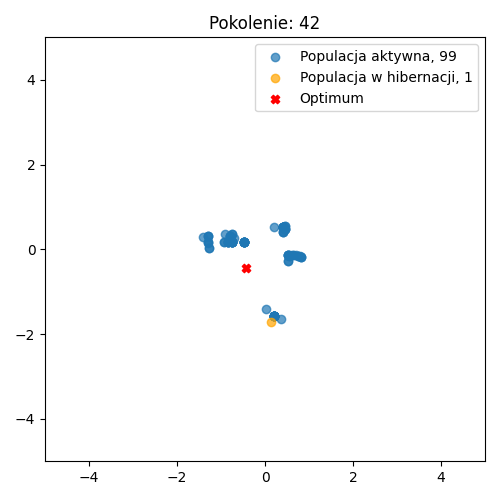 Pokolenie: 42
Populacja aktywna, 99
Populacja w hibernacji, 1
Optimum
4
2
0
−2
−4
−4 −2 0 2 4